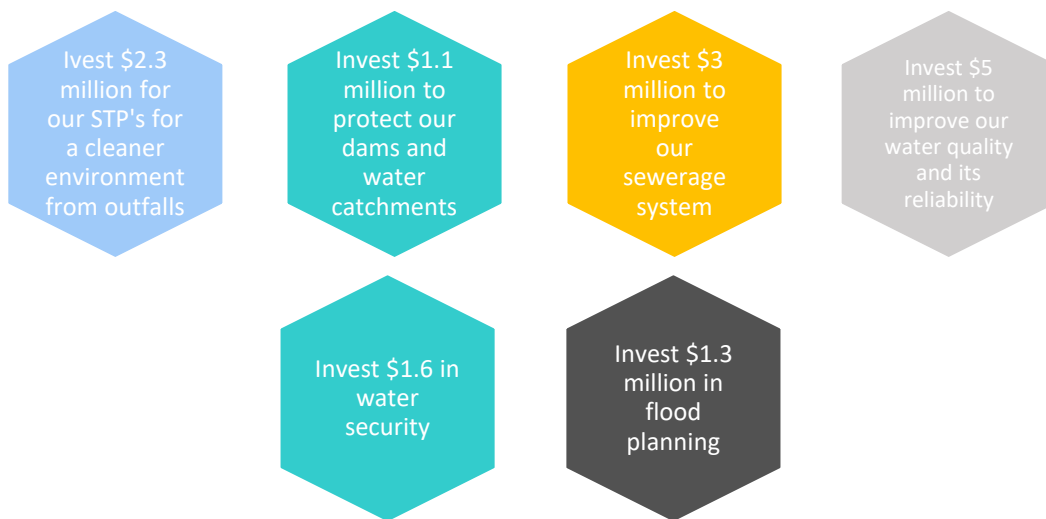 Ivest $2.3
million for
our STP's for
a cleaner
environment
from outfalls
Invest $1.1
million to
protect our
dams and
water
catchments
Invest $3
million to
improve
our
sewerage
system
Invest $5
million to
improve our
water quality
and its
reliability
Invest $1.6 in
water
security
Invest $1.3
million in
flood
planning